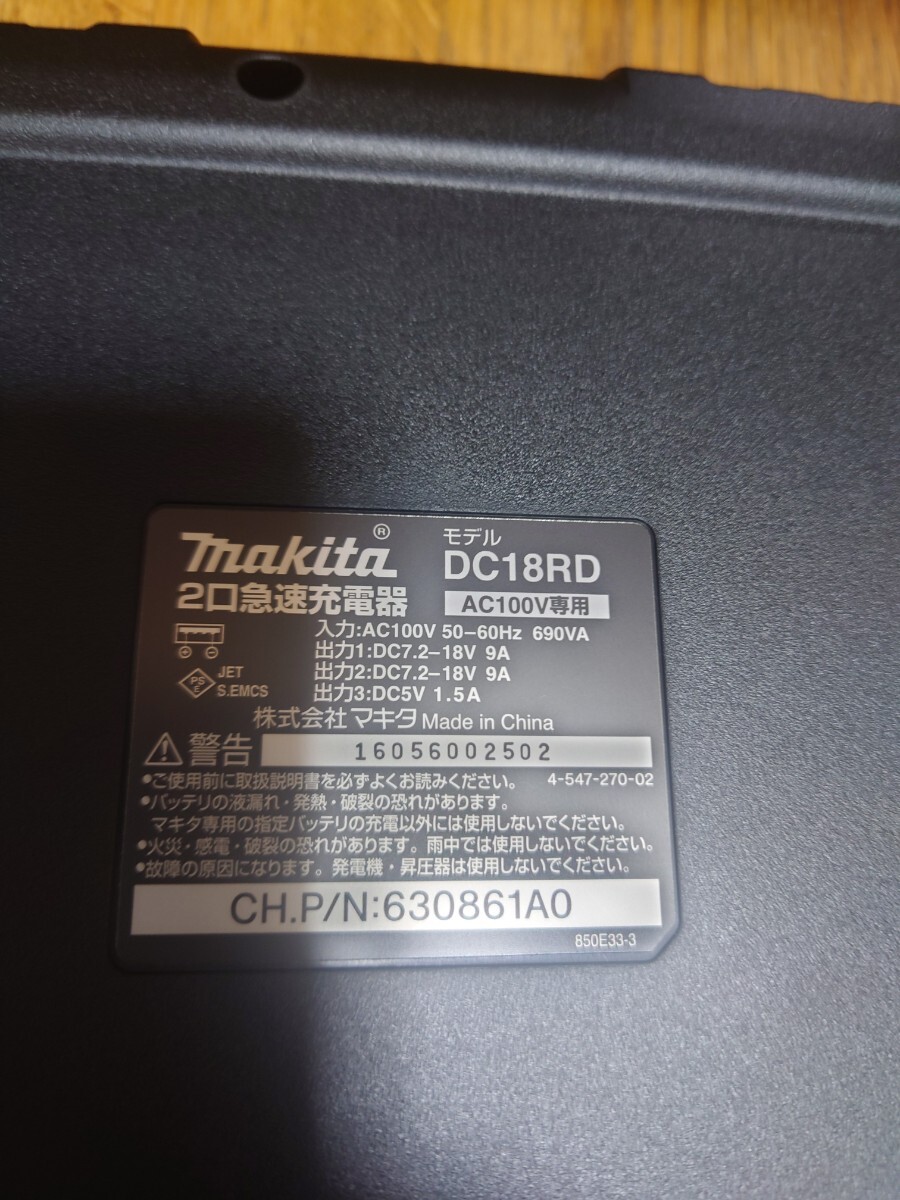 makita®
モデル
DC18RD
2口急速充電器
AC100V専用
入力:AC100V 50–60Hz 690VA
出力1:DC7.2–18V 9A
出力2:DC7.2–18V 9A
出力3:DC5V 1.5A
PS
E
JET
S.EMCS
株式会社 マキタ Made in China
警告
16056002502
•ご使用前に取扱説明書を必ずよくお読みください。 4-547-270-02
•バッテリの液漏れ・発熱・破裂の恐れがあります。
マキタ専用の指定バッテリの充電以外には使用しないでください。
•火災・感電・破裂の恐れがあります。雨中では使用しないでください。
•故障の原因になります。発電機・昇圧器は使用しないでください。
CH.P/N:630861A0
850E33-3